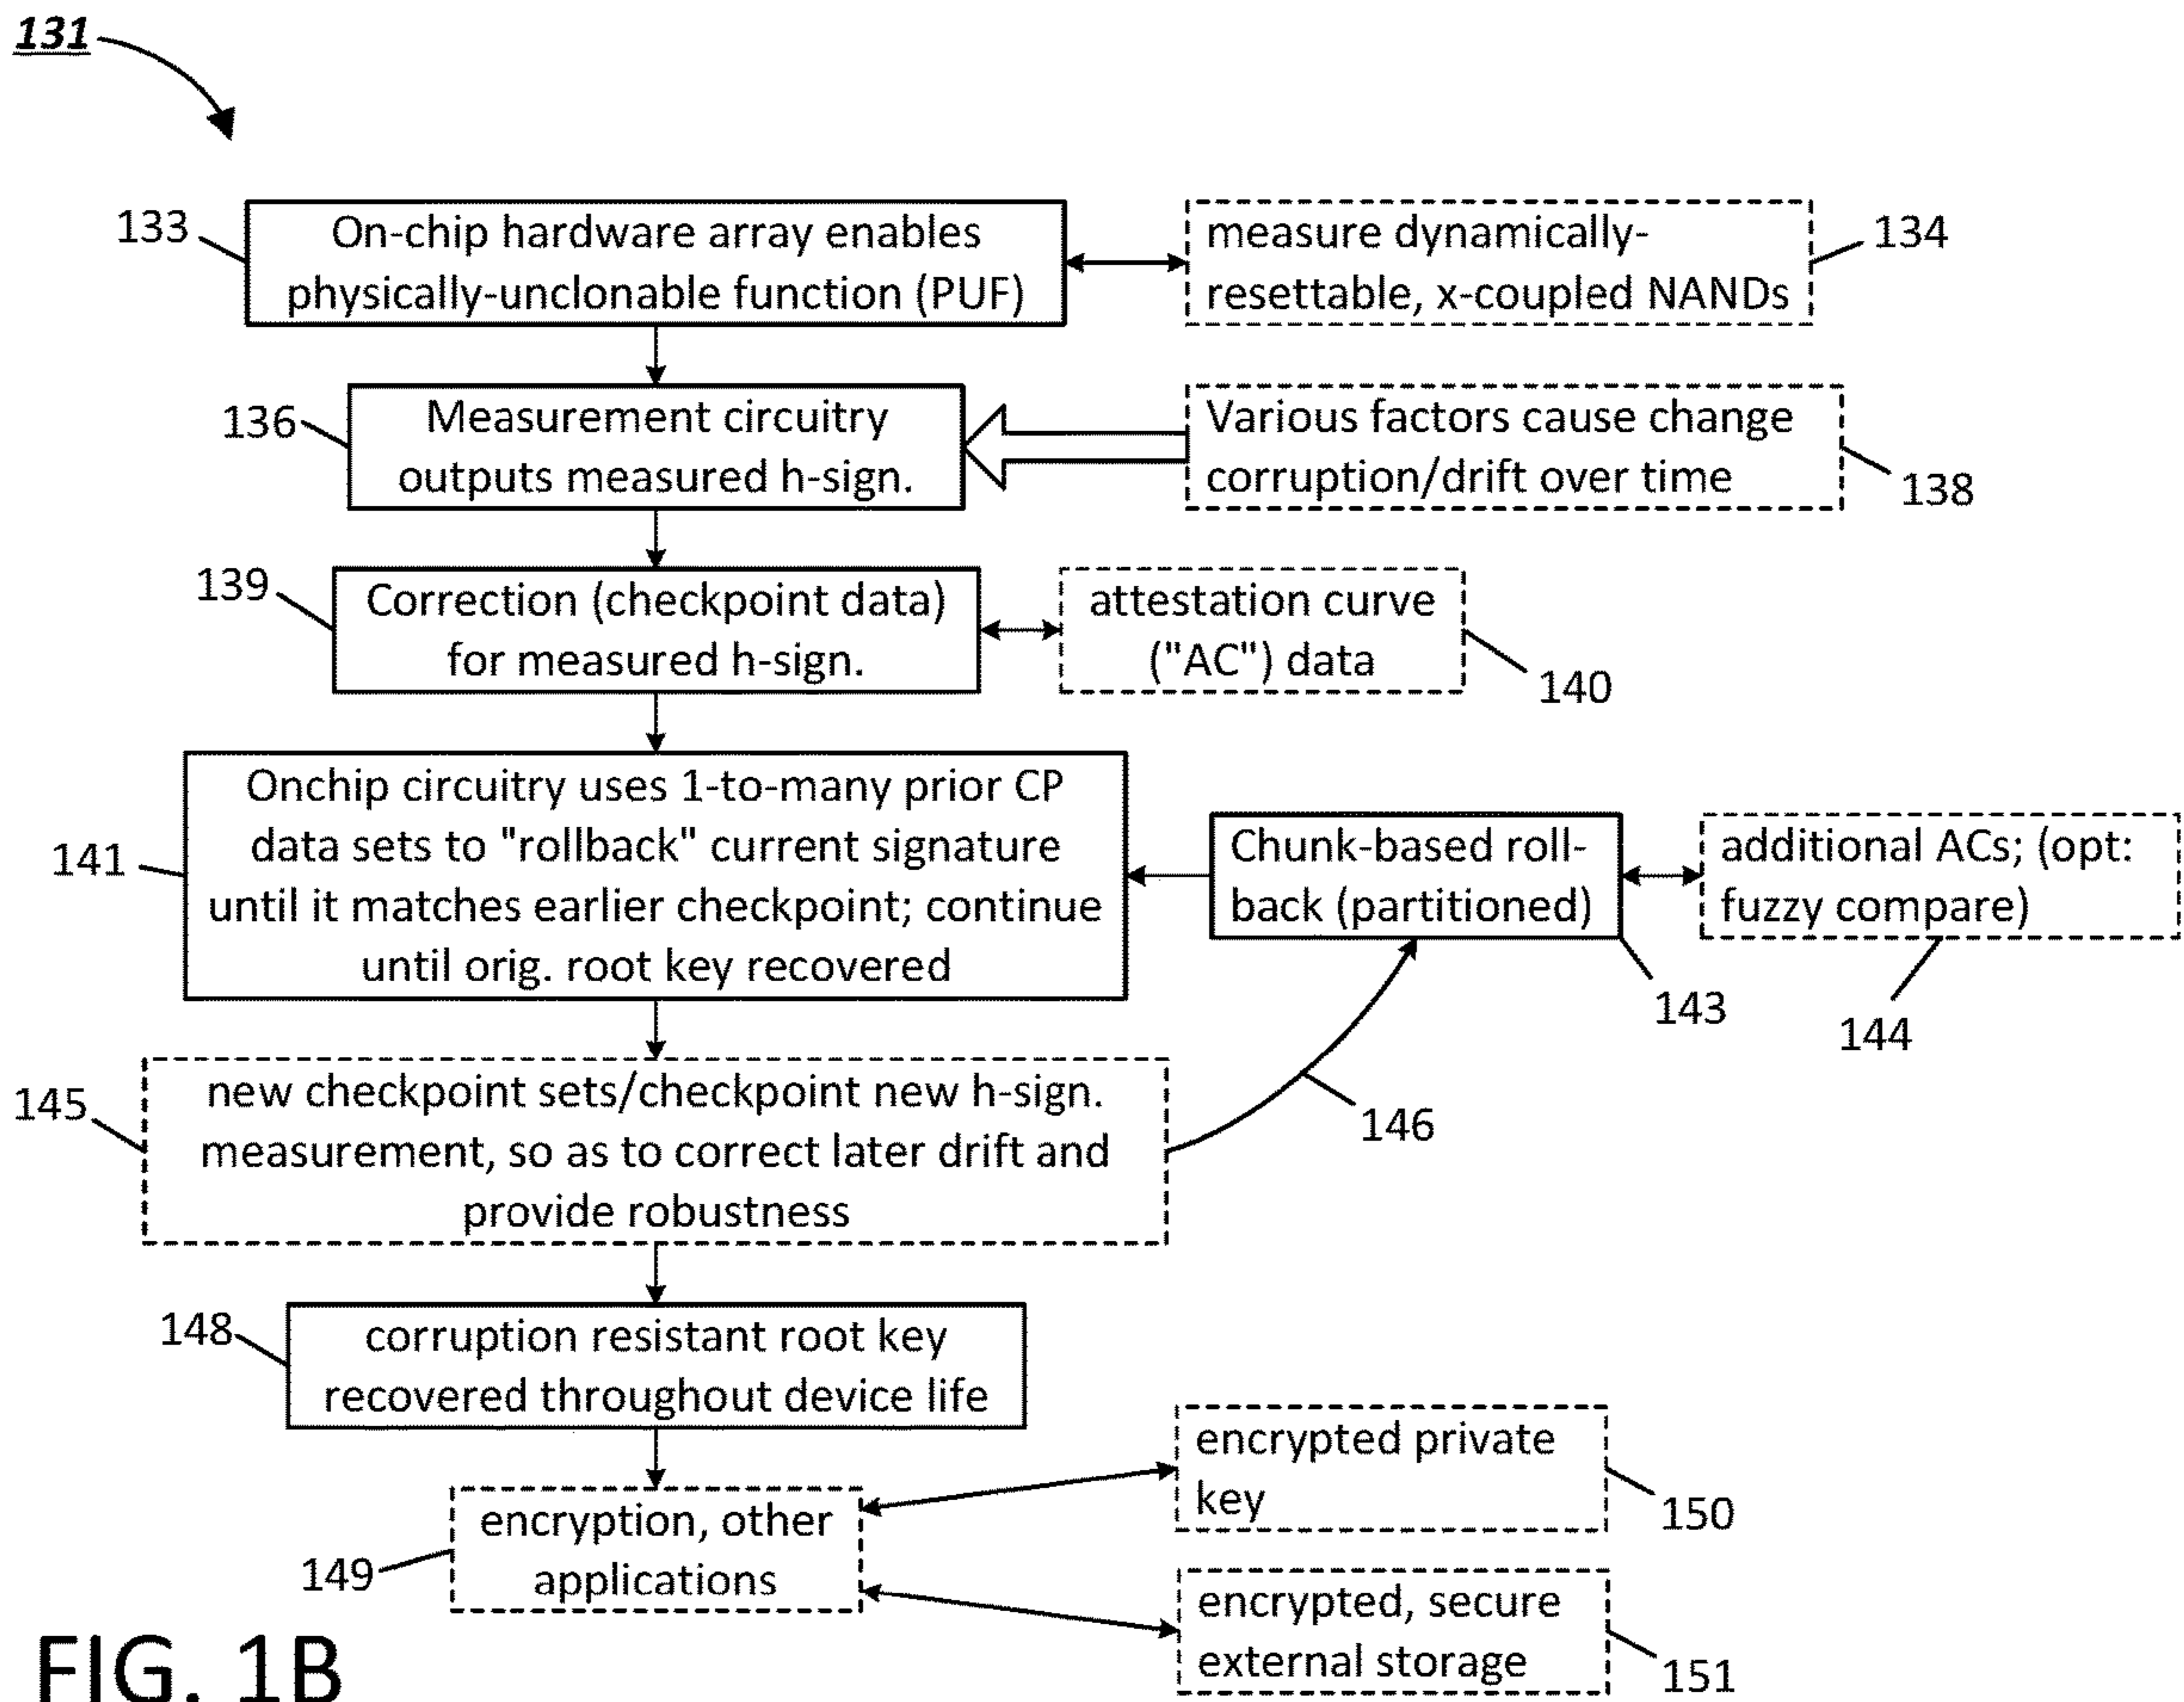 131
133
On-chip hardware array enables
physically-unclonable function (PUF)
measure dynamically-
resettable, x-coupled NANDs
134
136
Measurement circuitry
outputs measured h-sign.
Various factors cause change
corruption/drift over time
138
139
Correction (checkpoint data)
for measured h-sign.
attestation curve
("AC") data
140
141
Onchip circuitry uses 1-to-many prior CP
data sets to "rollback" current signature
until it matches earlier checkpoint; continue
until orig. root key recovered
Chunk-based roll-
back (partitioned)
143
additional ACs; (opt:
fuzzy compare)
144
145
new checkpoint sets/checkpoint new h-sign.
measurement, so as to correct later drift and
provide robustness
146
148
corruption resistant root key
recovered throughout device life
149
encryption, other
applications
encrypted private
key
150
encrypted, secure
external storage
151
FIG. 1B